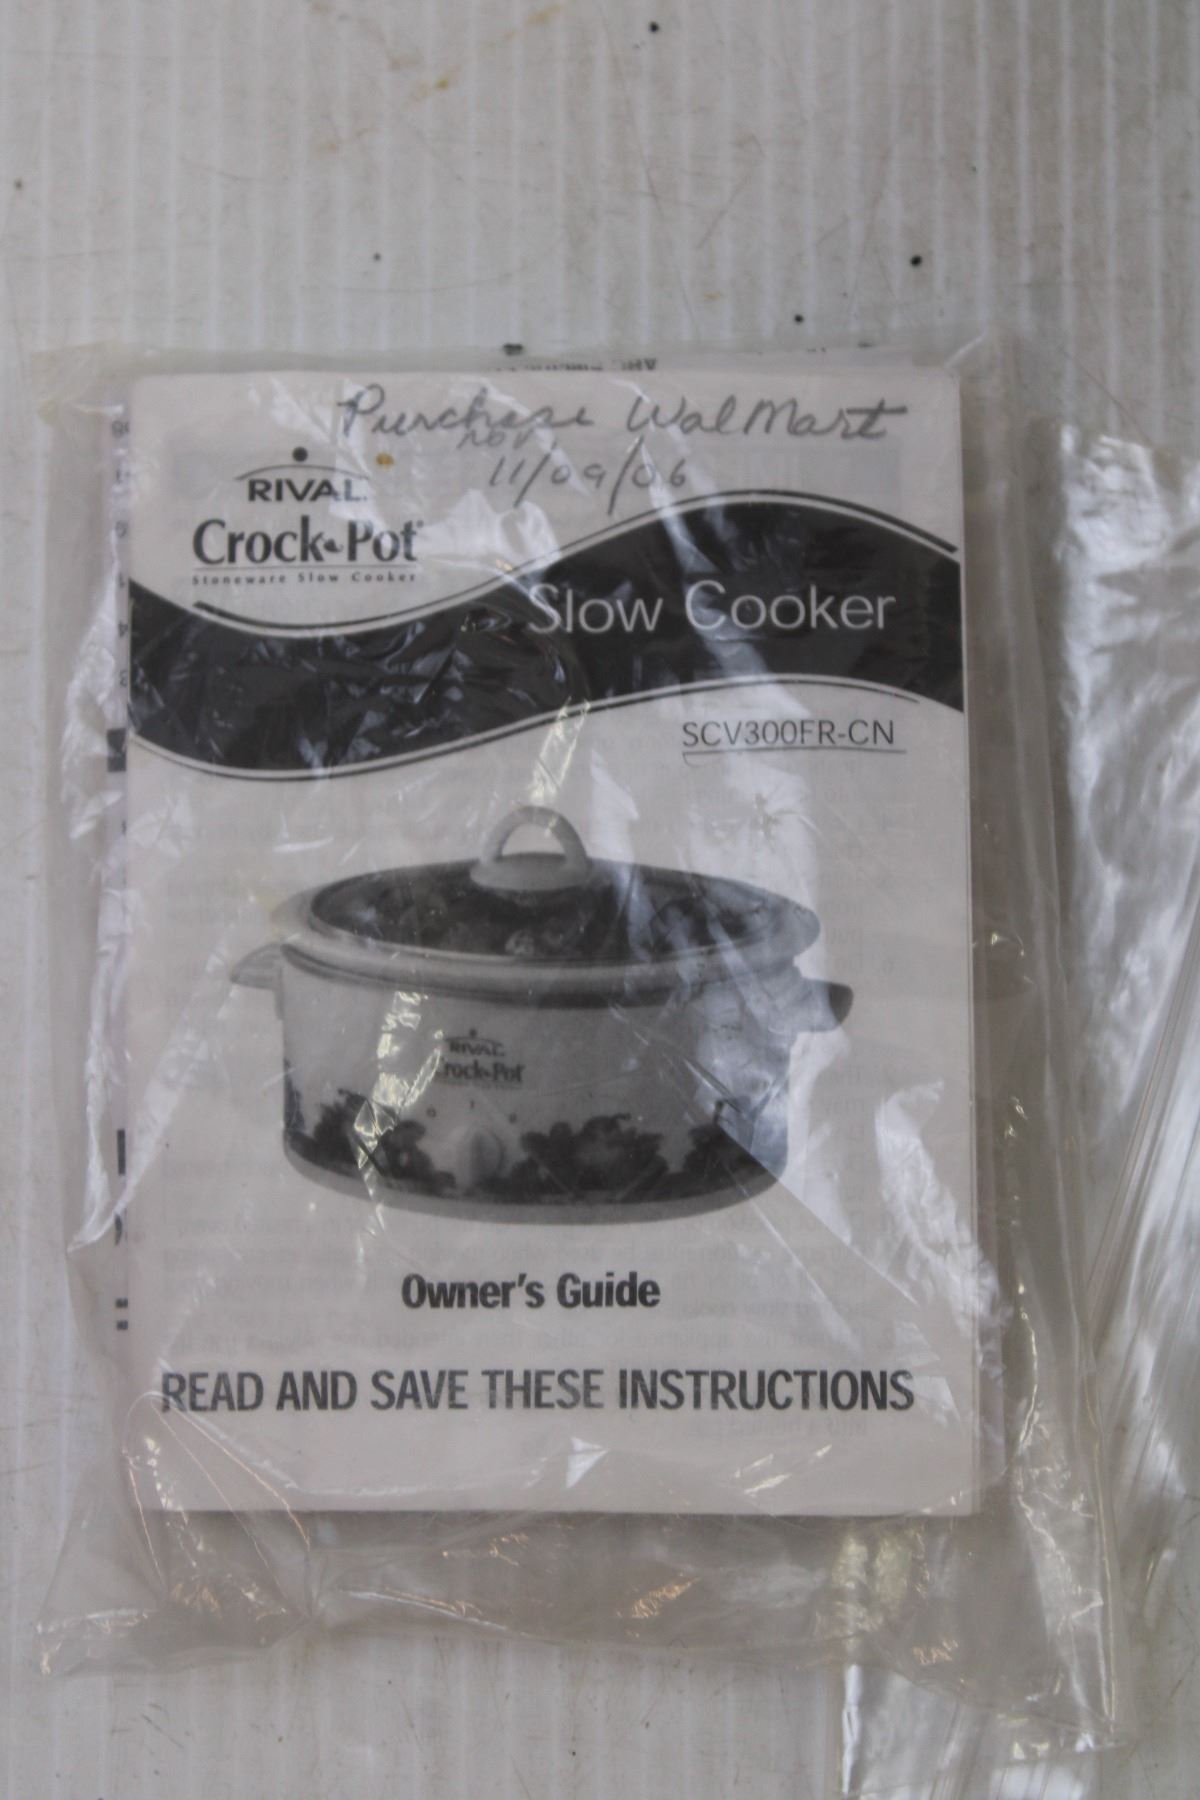 Purchase WalMart
nov
11/09/06
RIVAL
Crock-Pot®
Stoneware Slow Cooker
Slow Cooker
SCV300FR-CN
RIVAL
Crock-Pot
Owner's Guide
READ AND SAVE THESE INSTRUCTIONS